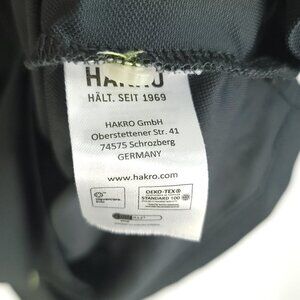 HAKRO
HÄLT. SEIT 1969
HAKRO GmbH
Oberstettener Str. 41
74575 Schrozberg
GERMANY
www.hakro.com
OEKO-TEX®
STANDARD 100